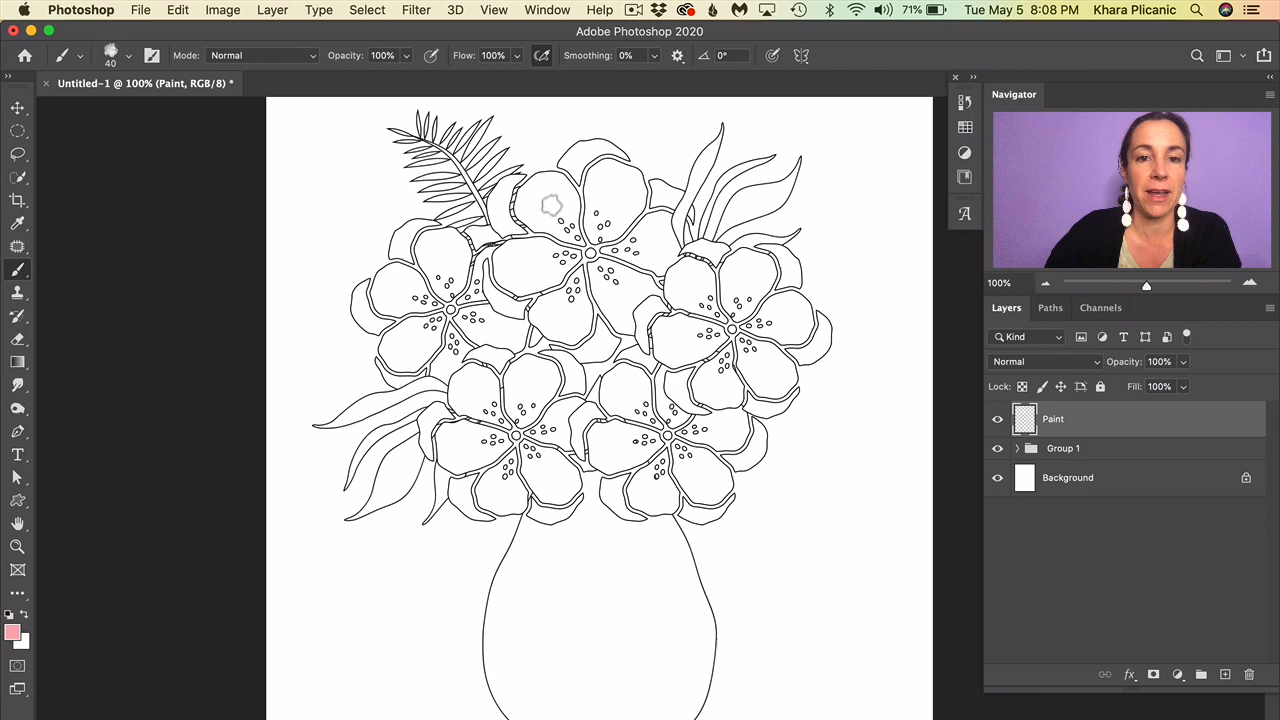 Photoshop File Edit Image Layer Type Select Filter 3D View Window Help 71% Tue May 5 8:08 PM Khara Plicanic
Adobe Photoshop 2020
40 Mode: Normal Opacity: 100% Flow: 100% Smoothing: 0% 0°
Untitled-1 @ 100% (Paint, RGB/8) *
Navigator
100%
Layers Paths Channels
Kind
Normal Opacity: 100%
Lock: Fill: 100%
Paint
Group 1
Background